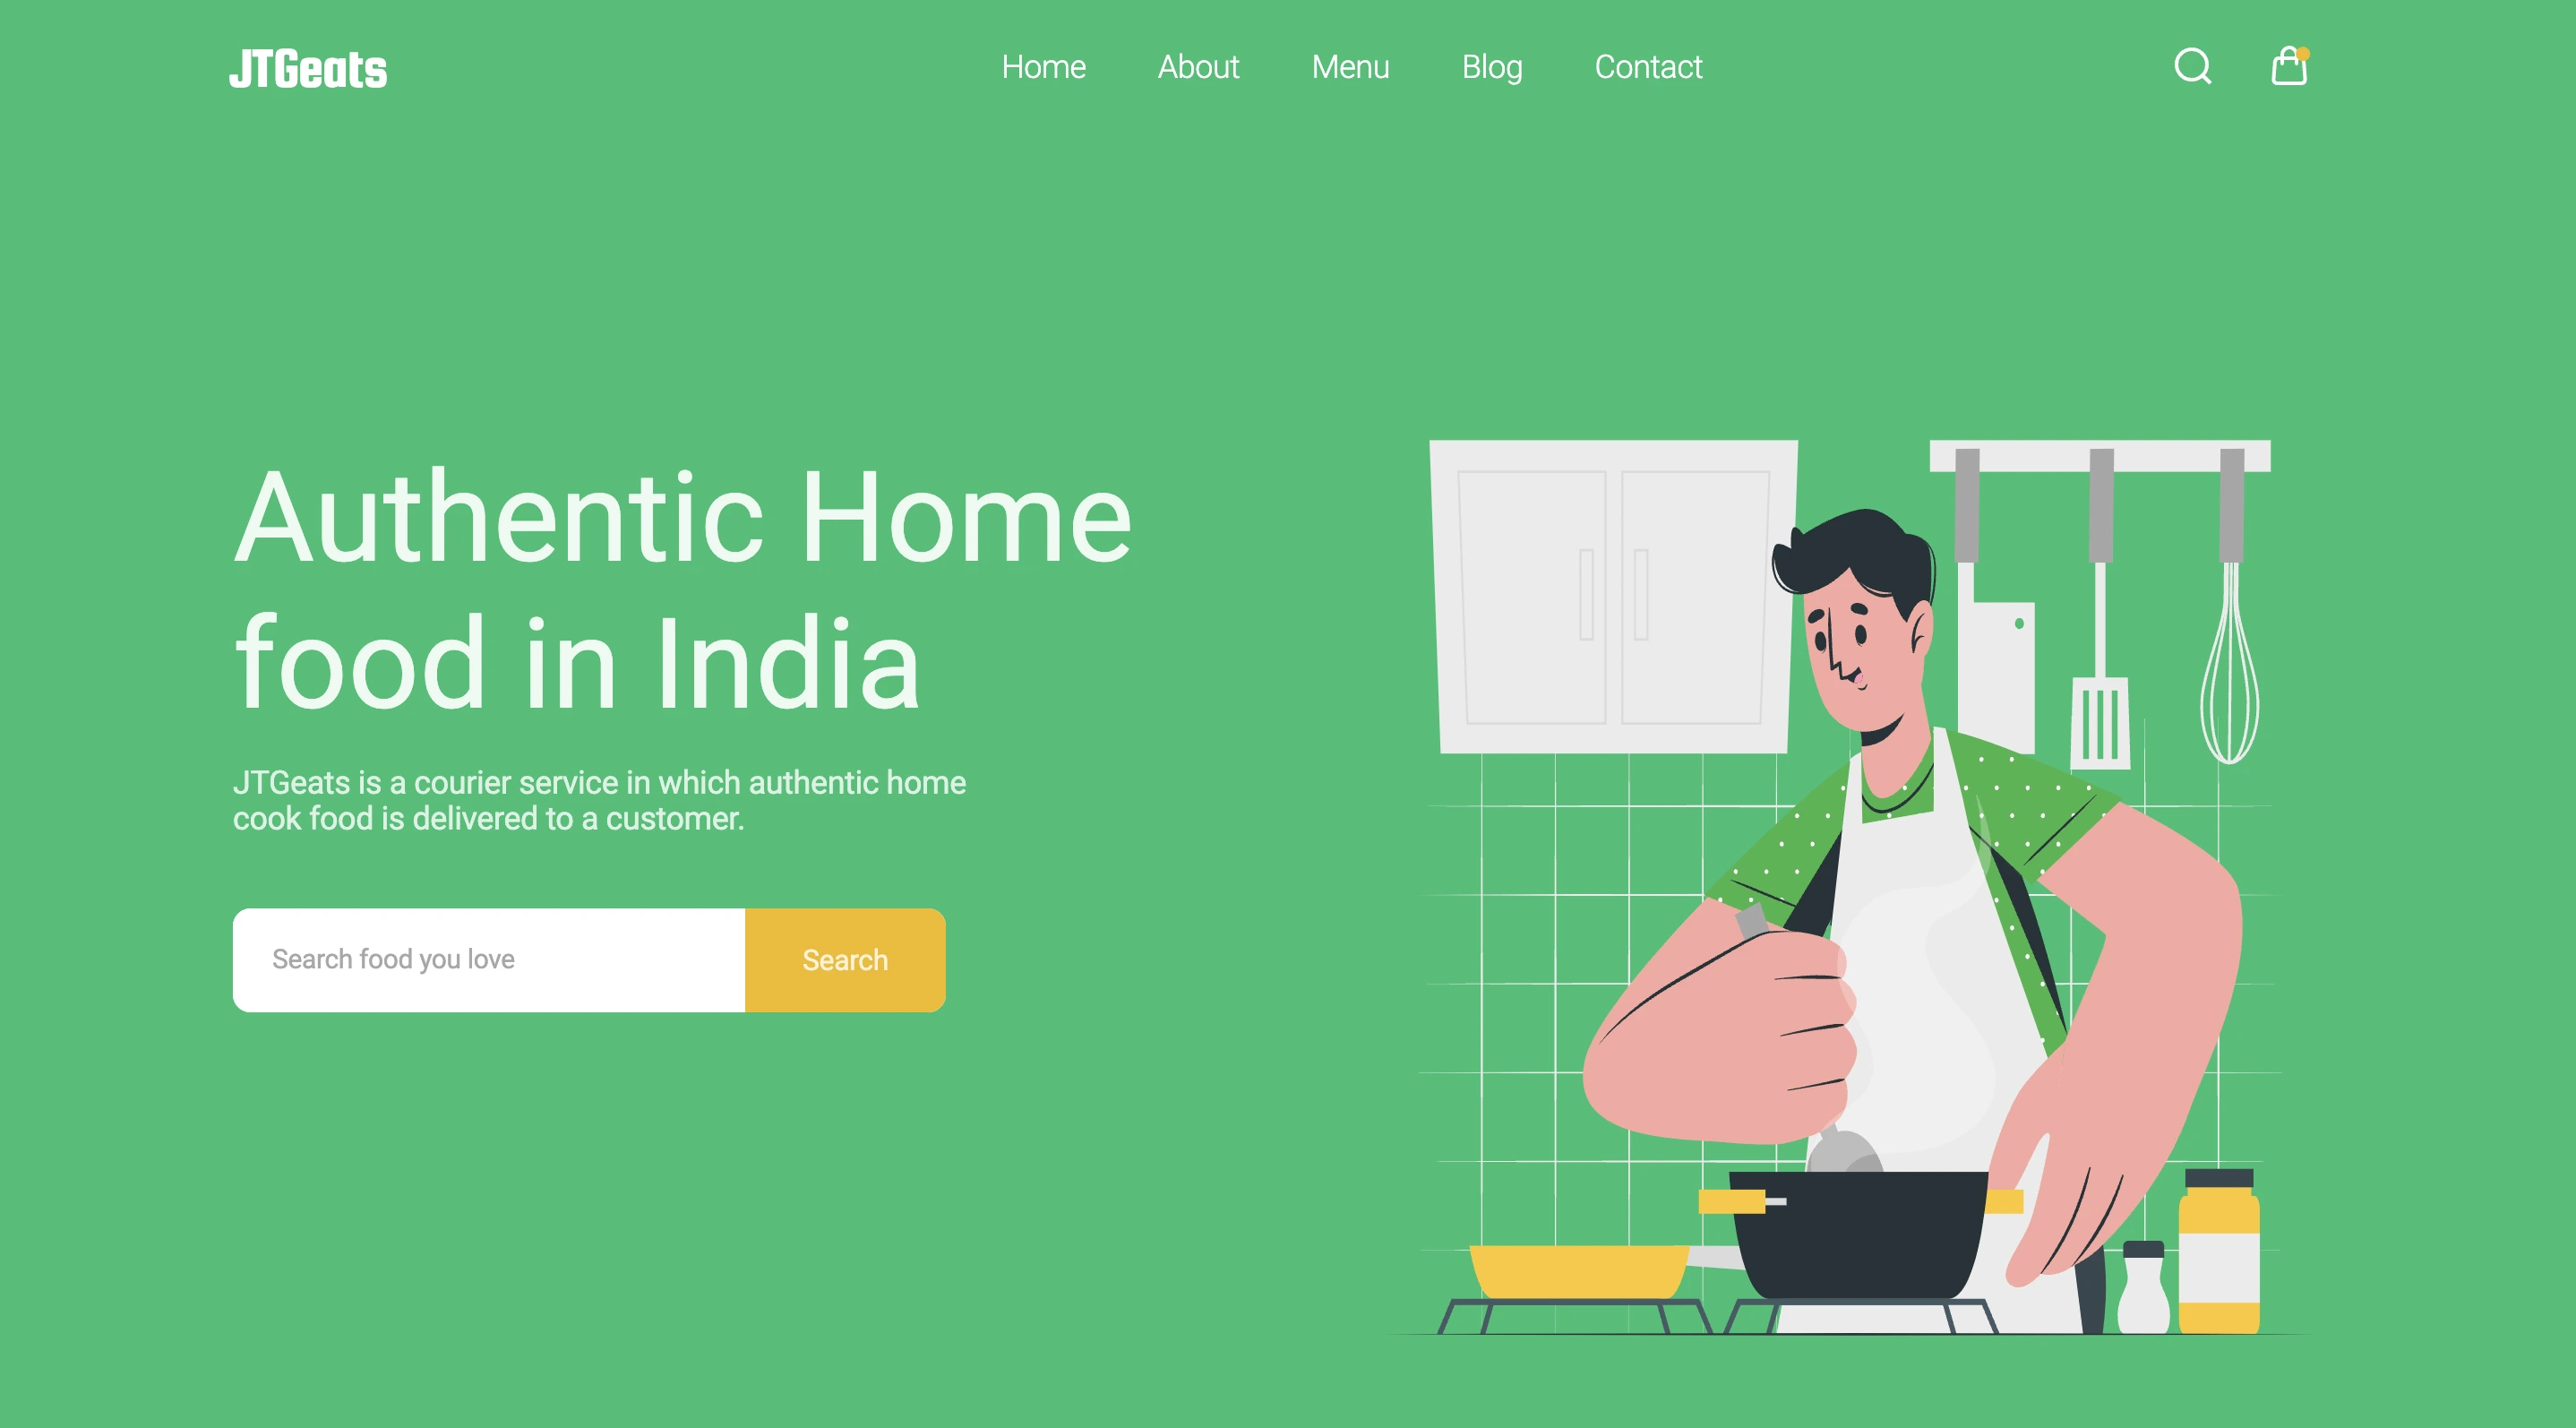 JTGeats
Home About Menu Blog Contact
Authentic Home
food in India
JTGeats is a courier service in which authentic home
cook food is delivered to a customer.
Search food you love
Search